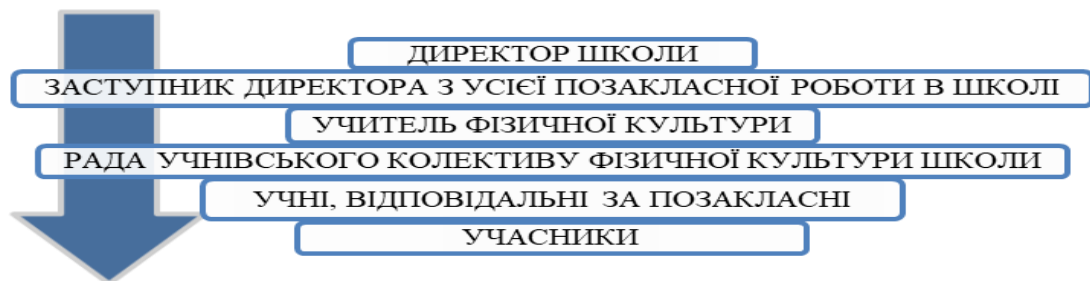 ДИРЕКТОР ШКОЛИ
ЗАСТУПНИК ДИРЕКТОРА З УСІЄЇ ПОЗАКЛАСНОЇ РОБОТИ В ШКОЛІ
УЧИТЕЛЬ ФІЗИЧНОЇ КУЛЬТУРИ
РАДА УЧНІВСЬКОГО КОЛЕКТИВУ ФІЗИЧНОЇ КУЛЬТУРИ ШКОЛИ
УЧНІ, ВІДПОВІДАЛЬНІ ЗА ПОЗАКЛАСНІ
УЧАСНИКИ